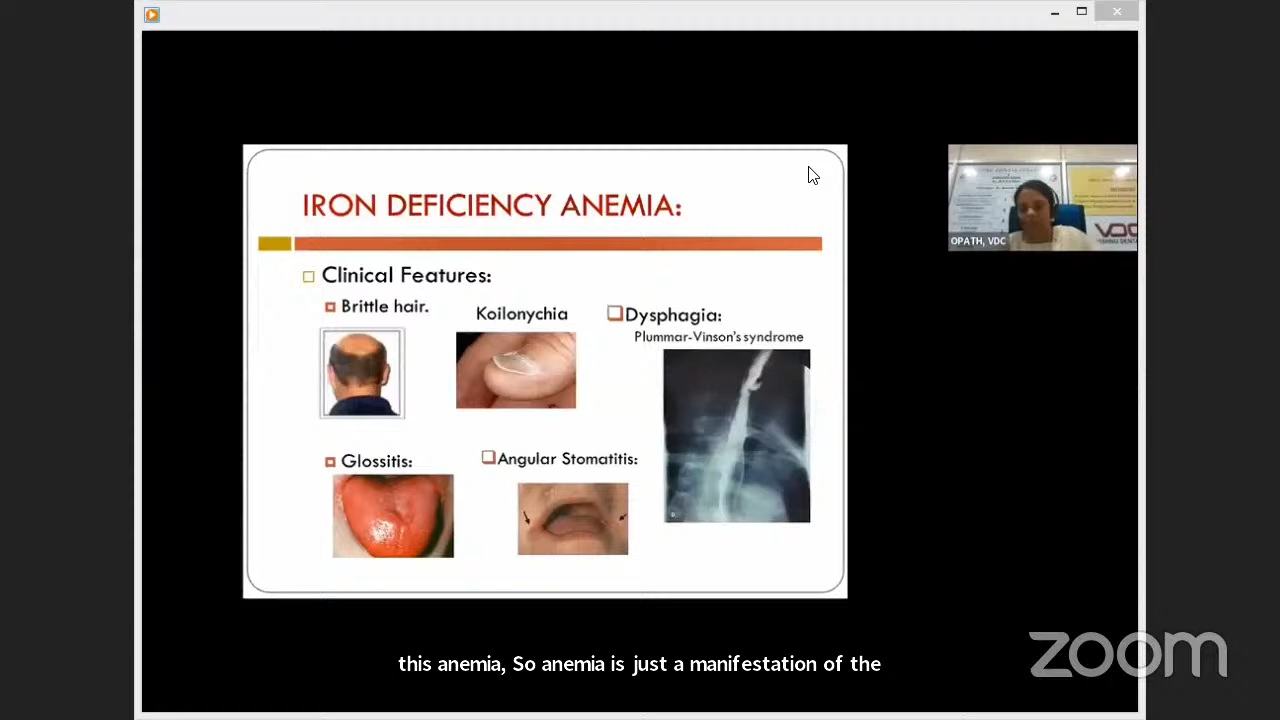 IRON DEFICIENCY ANEMIA:
Clinical Features:
Brittle hair.
Koilonychia
Dysphagia:
Plummar-Vinson's syndrome
Glossitis:
Angular Stomatitis:
OPATH, VDC
VDC
this anemia, So anemia is just a manifestation of the
zoom